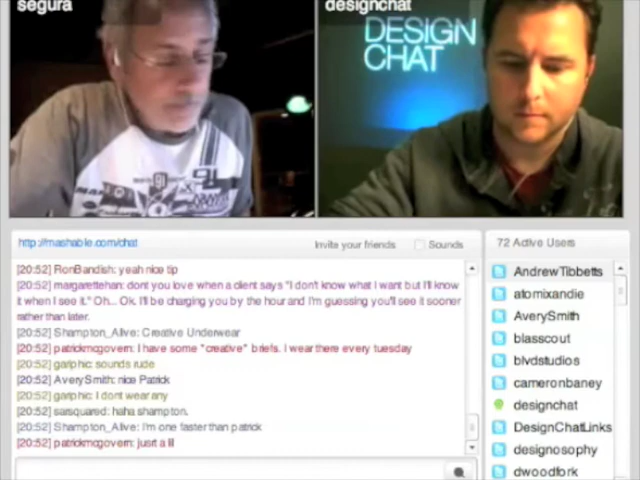 segura
designchat
DESIGN
CHAT
91
91
http://mashable.com/chat
Invite your friends
Sounds
72 Active Users
[20:52] RonBandish: yeah nice tip
[20:52] margarettehan: dont you love when a client says "I don't know what I want but I'll know
it when I see it." Oh... Ok. I'll be charging you by the hour and I'm guessing you'll see it sooner
rather than later.
[20:52] Shampton_Alive: Creative Underwear
[20:52] patrickmcgovern: I have some "creative" briefs. I wear there every tuesday
[20:52] garlphic: sounds rude
[20:52] AverySmith: nice Patrick
[20:52] garlphic: I dont wear any
[20:52] sarsquared: haha shampton.
[20:52] Shampton_Alive: I'm one faster than patrick
[20:52] patrickmcgovern: jusrt a lil
AndrewTibbetts
atomixandie
AverySmith
blasscout
blvdstudios
cameronbaney
designchat
DesignChatLinks
designosophy
dwoodfork